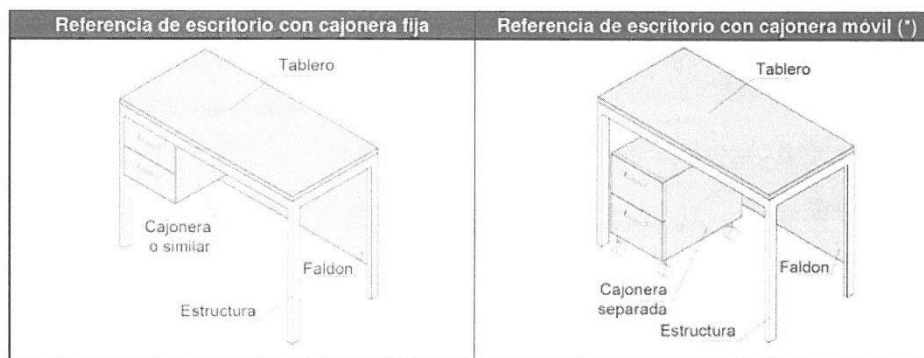 Referencia de escritorio con cajonera fija
Referencia de escritorio con cajonera móvil (*)
Tablero
Cajonera
o similar
Faldon
Estructura
Tablero
Cajonera
separada
Faldon
Estructura